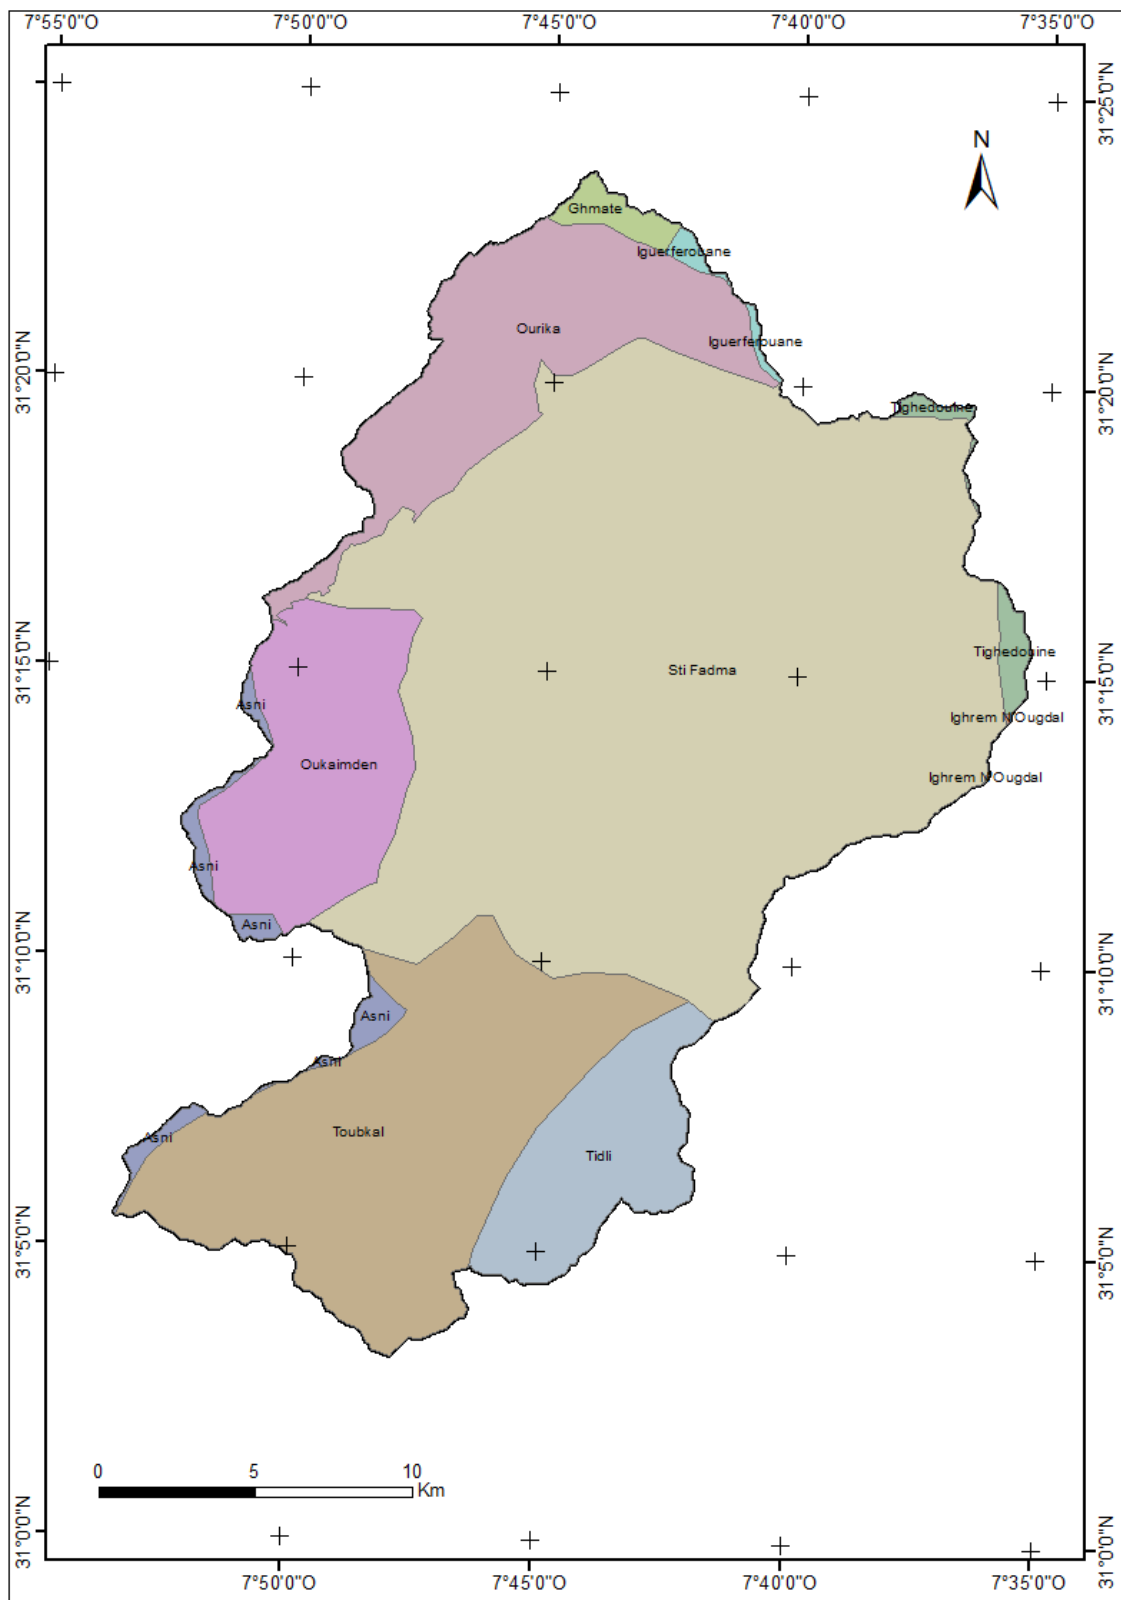 7°55'0"O 7°50'0"O 7°45'0"O 7°40'0"O 7°35'0"O
31°25'0"N
N
Ghmate
Iguerferouane
Ourika
Iguerferouane
31°20'0"N
31°20'0"N
Tighedouine
Tighedouine
31°15'0"N
Sti Fadma
31°15'0"N
Asni
Ighrem N'Ougdal
Oukaimden
Ighrem N'Ougdal
Asni
Asni
31°10'0"N
31°10'0"N
Asni
Asni
Toubkal
Asni
Tidli
31°5'0"N
31°5'0"N
0 5 10
Km
31°0'0"N
31°0'0"N
7°50'0"O 7°45'0"O 7°40'0"O 7°35'0"O